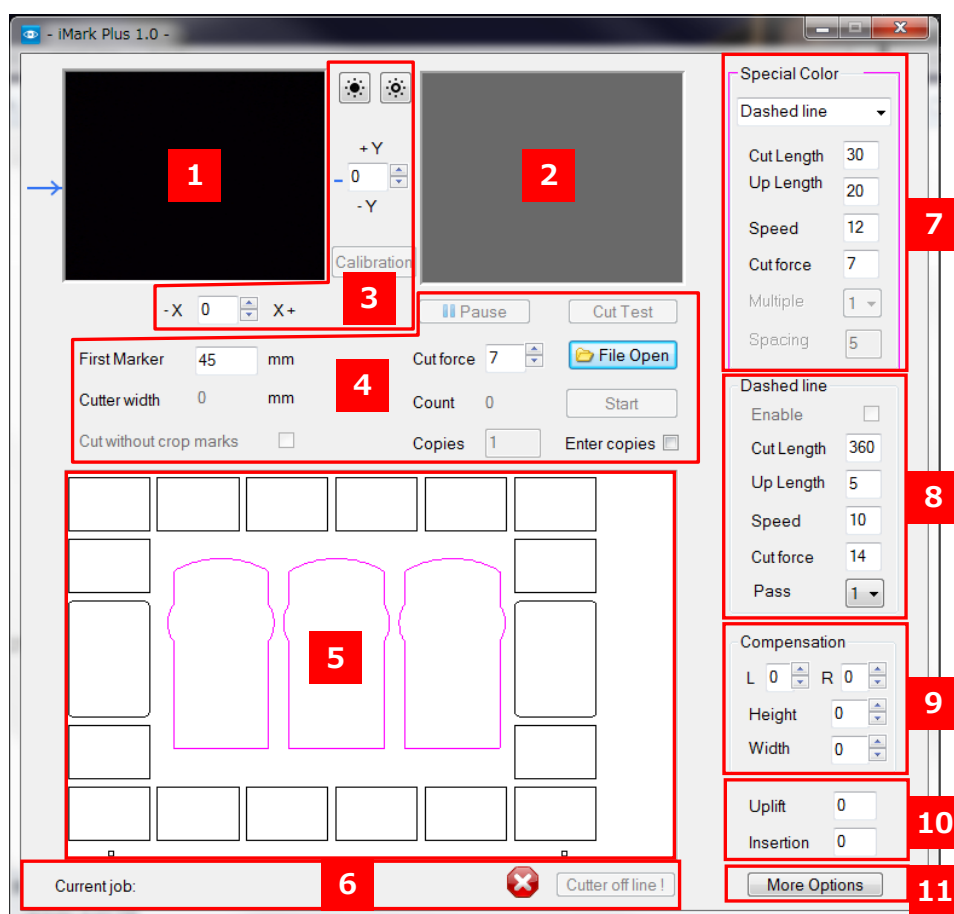 - iMark Plus 1.0 -
1
+Y
0
-Y
Calibration
2
-X 0 X+
3
Pause
Cut Test
First Marker 45 mm
Cutter width 0 mm
Cut without crop marks
4
Cut force 7
File Open
Count 0
Start
Copies 1
Enter copies
5
Current job:
6
Cutter off line !
Special Color
Dashed line
Cut Length 30
Up Length 20
Speed 12
Cut force 7
Multiple 1
Spacing 5
7
Dashed line
Enable
Cut Length 360
Up Length 5
Speed 10
Cut force 14
Pass 1
8
Compensation
L 0 R 0
Height 0
Width 0
9
Uplift 0
Insertion 0
10
More Options
11